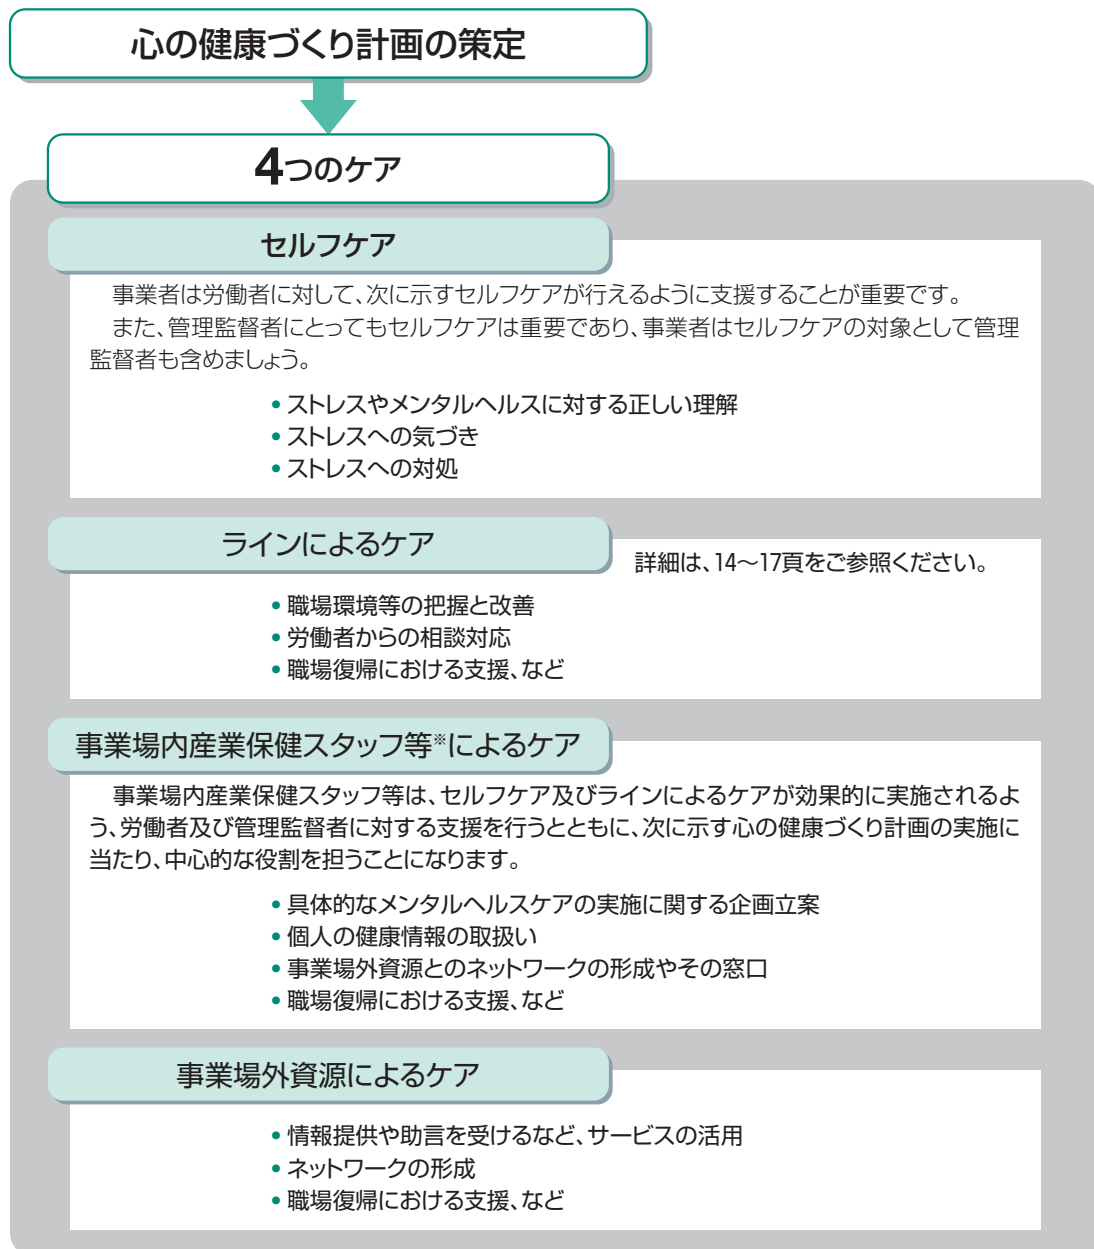 心の健康づくり計画の策定
4つのケア
セルフケア
事業者は労働者に対して、次に示すセルフケアが行えるように支援することが重要です。
また、管理監督者にとってもセルフケアは重要であり、事業者はセルフケアの対象として管理
監督者も含めましょう。
•ストレスやメンタルヘルスに対する正しい理解
•ストレスへの気づき
•ストレスへの対処
ラインによるケア
詳細は、14〜17頁をご参照ください。
•職場環境等の把握と改善
•労働者からの相談対応
•職場復帰における支援、など
事業場内産業保健スタッフ等※によるケア
事業場内産業保健スタッフ等は、セルフケア及びラインによるケアが効果的に実施されるよ
う、労働者及び管理監督者に対する支援を行うとともに、次に示す心の健康づくり計画の実施に
当たり、中心的な役割を担うことになります。
•具体的なメンタルヘルスケアの実施に関する企画立案
•個人の健康情報の取扱い
•事業場外資源とのネットワークの形成やその窓口
•職場復帰における支援、など
事業場外資源によるケア
•情報提供や助言を受けるなど、サービスの活用
•ネットワークの形成
•職場復帰における支援、など